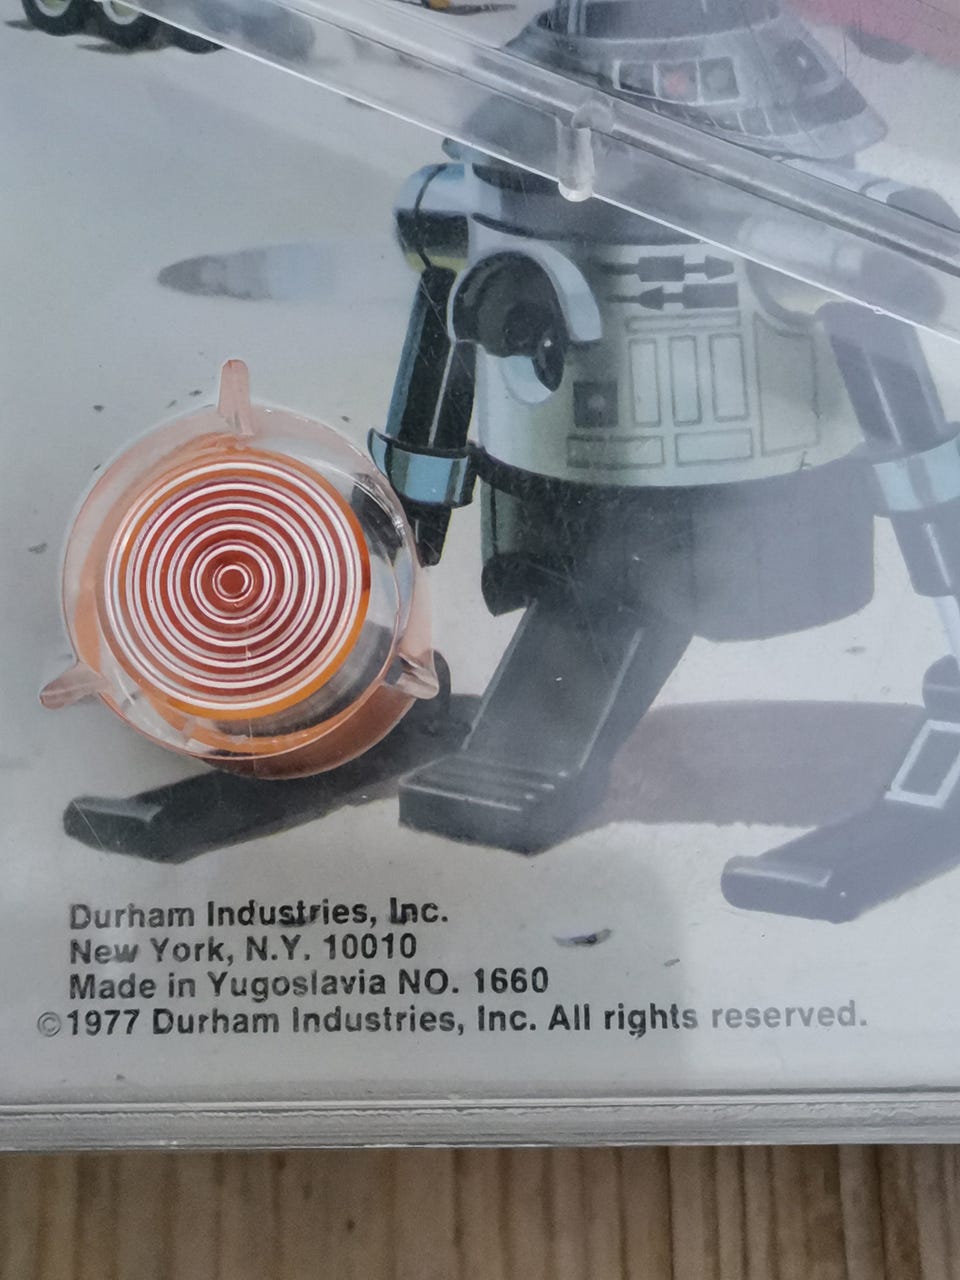 Durham Industries, Inc.
New York, N.Y. 10010
Made in Yugoslavia NO. 1660
©1977 Durham Industries, Inc. All rights reserved.